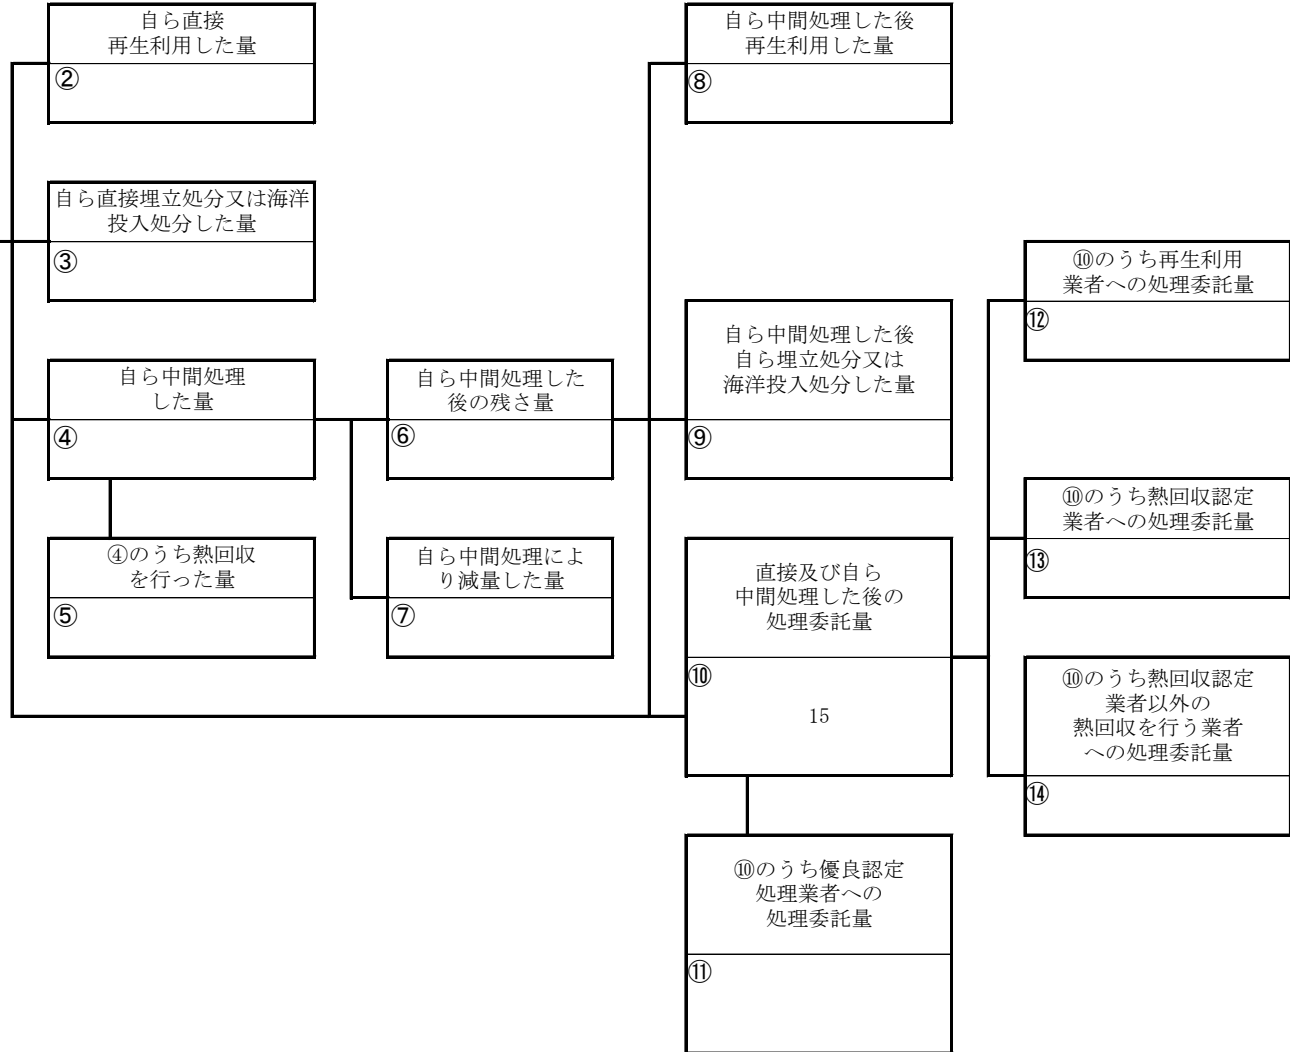 自ら直接
再生利用した量
②
自ら直接埋立処分又は海洋
投入処分した量
③
自ら中間処理
した量
④
④のうち熱回収
を行った量
⑤
自ら中間処理した
後の残さ量
⑥
自ら中間処理によ
り減量した量
⑦
自ら中間処理した後
再生利用した量
⑧
自ら中間処理した後
自ら埋立処分又は
海洋投入処分した量
⑨
直接及び自ら
中間処理した後の
処理委託量
⑩
15
⑩のうち優良認定
処理業者への
処理委託量
⑪
⑩のうち再生利用
業者への処理委託量
⑫
⑩のうち熱回収認定
業者への処理委託量
⑬
⑩のうち熱回収認定
業者以外の
熱回収を行う業者
への処理委託量
⑭